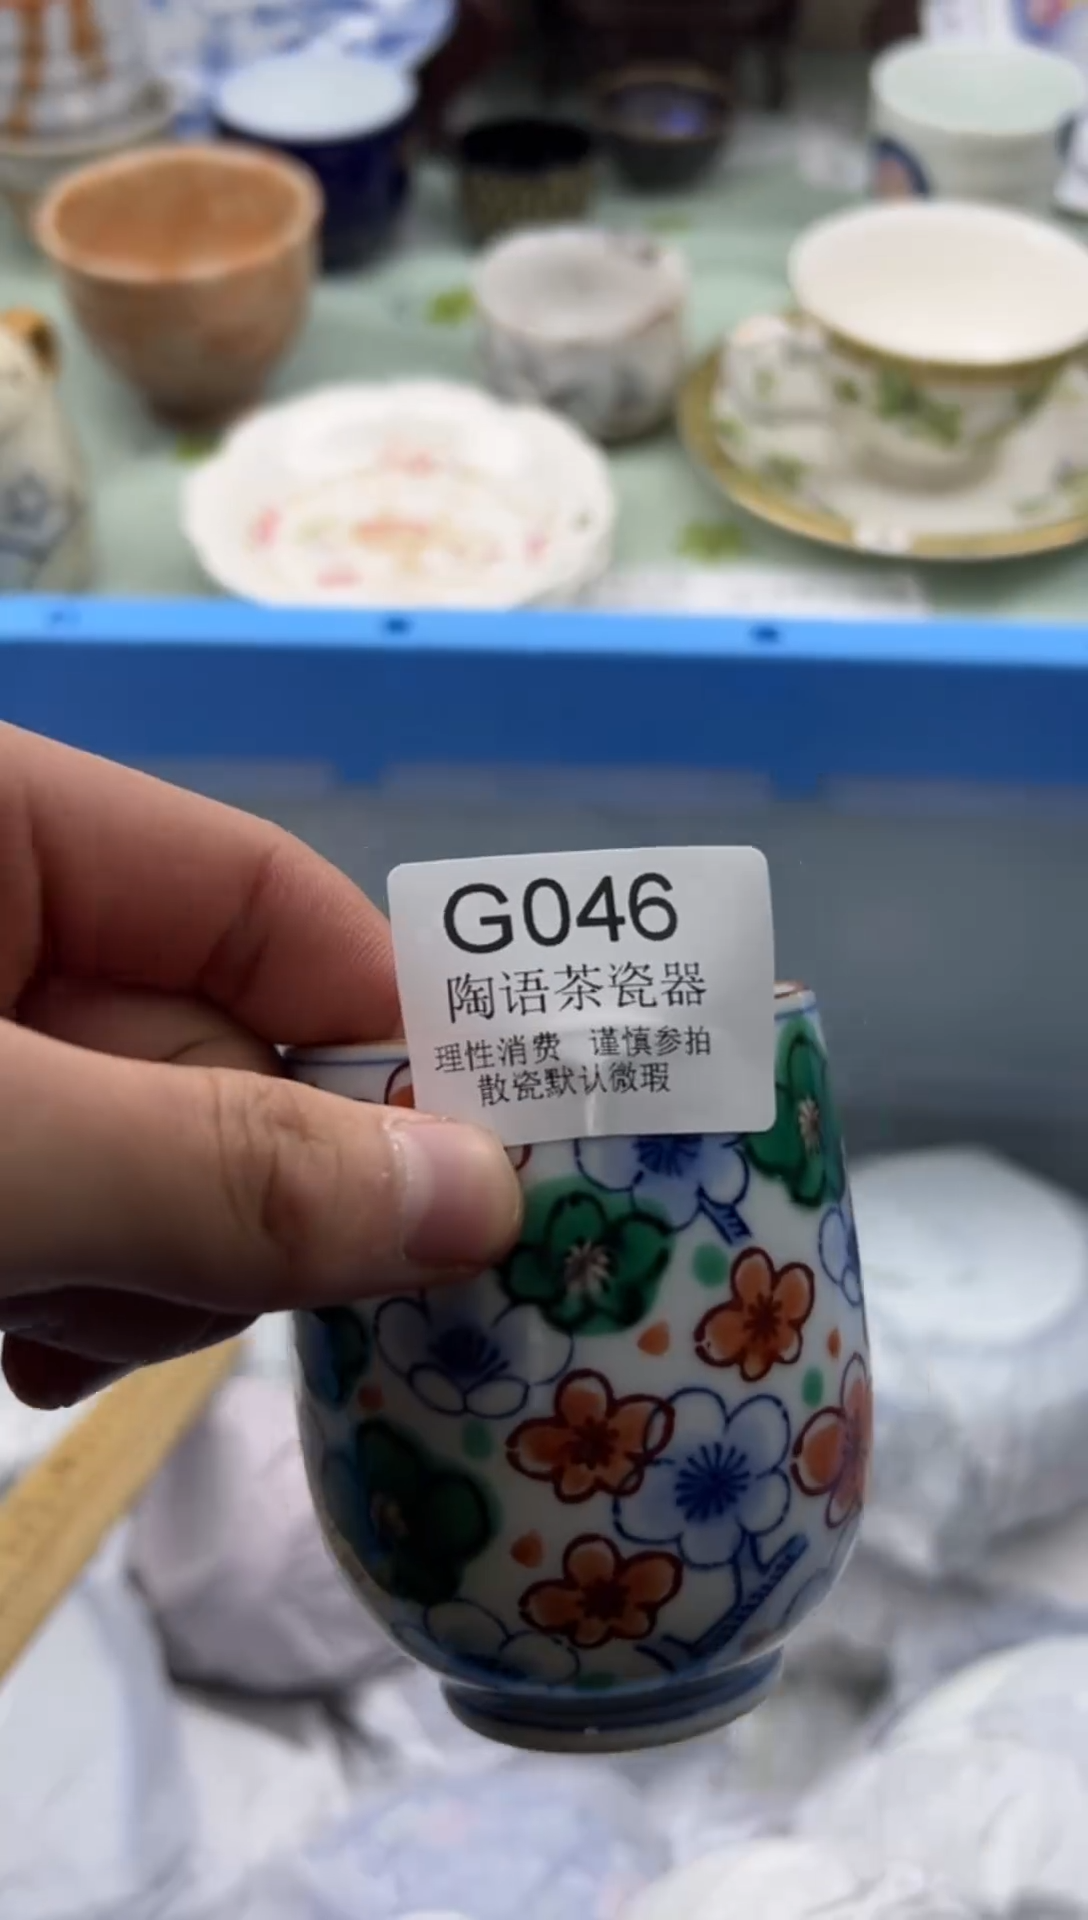 G046
陶语茶瓷器
理性消费 谨慎参拍
散瓷默认微瑕